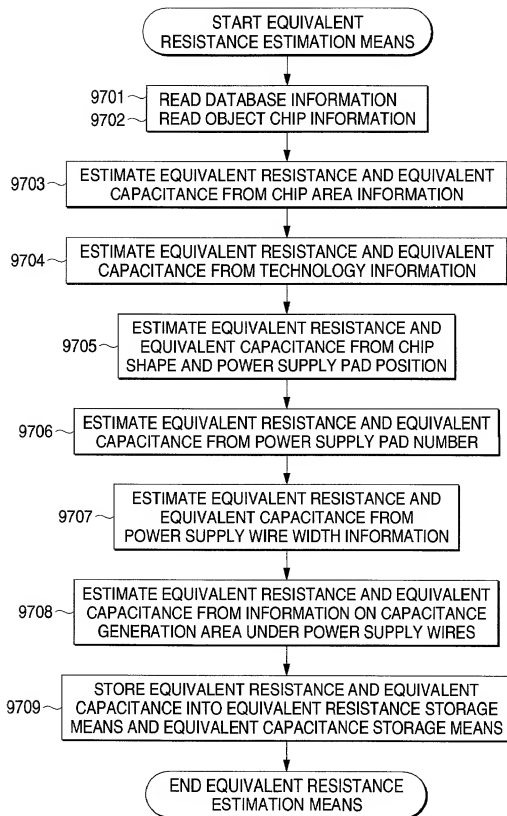 START EQUIVALENT
RESISTANCE ESTIMATION MEANS
9701 READ DATABASE INFORMATION
9702 READ OBJECT CHIP INFORMATION
9703 ESTIMATE EQUIVALENT RESISTANCE AND EQUIVALENT
CAPACITANCE FROM CHIP AREA INFORMATION
9704 ESTIMATE EQUIVALENT RESISTANCE AND EQUIVALENT
CAPACITANCE FROM TECHNOLOGY INFORMATION
ESTIMATE EQUIVALENT RESISTANCE AND
9705 EQUIVALENT CAPACITANCE FROM CHIP
SHAPE AND POWER SUPPLY PAD POSITION
9706 ESTIMATE EQUIVALENT RESISTANCE AND EQUIVALENT
CAPACITANCE FROM POWER SUPPLY PAD NUMBER
ESTIMATE EQUIVALENT RESISTANCE AND
9707 EQUIVALENT CAPACITANCE FROM
POWER SUPPLY WIRE WIDTH INFORMATION
ESTIMATE EQUIVALENT RESISTANCE AND EQUIVALENT
9708 CAPACITANCE FROM INFORMATION ON CAPACITANCE
GENERATION AREA UNDER POWER SUPPLY WIRES
STORE EQUIVALENT RESISTANCE AND EQUIVALENT
9709 CAPACITANCE INTO EQUIVALENT RESISTANCE STORAGE
MEANS AND EQUIVALENT CAPACITANCE STORAGE MEANS
END EQUIVALENT RESISTANCE
ESTIMATION MEANS